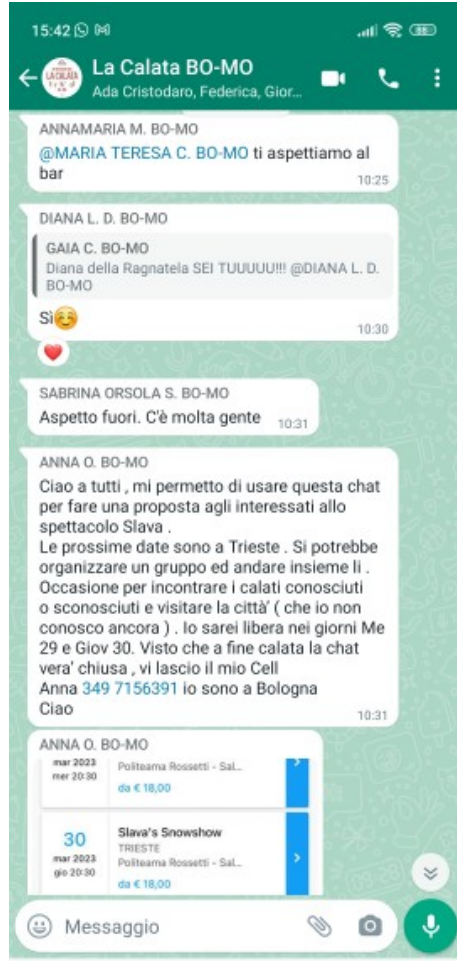 15:42
La Calata BO-MO
Ada Cristodaro, Federica, Gior...
ANNAMARIA M. BO-MO
@MARIA TERESA C. BO-MO ti aspettiamo al
bar
10:25
DIANA L. D. BO-MO
GAIA C. BO-MO
Diana della Ragnatela SEI TUUUUU!!! @DIANA L. D.
BO-MO
Sì
10:30
SABRINA ORSOLA S. BO-MO
Aspetto fuori. C'è molta gente 10:31
ANNA O. BO-MO
Ciao a tutti , mi permetto di usare questa chat
per fare una proposta agli interessati allo
spettacolo Slava .
Le prossime date sono a Trieste . Si potrebbe
organizzare un gruppo ed andare insieme li .
Occasione per incontrare i calati conosciuti
o sconosciuti e visitare la città' ( che io non
conosco ancora ) . Io sarei libera nei giorni Me
29 e Giov 30. Visto che a fine calata la chat
vera' chiusa , vi lascio il mio Cell
Anna 349 7156391 io sono a Bologna
Ciao
10:31
ANNA O. BO-MO
mar 2023
mer 20:30
Politeama Rossetti - Sal...
da € 18,00
30
mar 2023
gio 20:30
Slava's Snowshow
TRIESTE
Politeama Rossetti - Sal...
da € 18,00
Messaggio